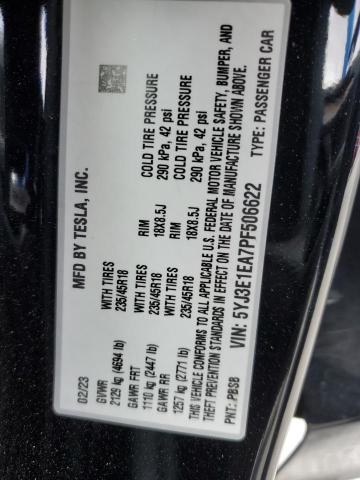 MFD BY TESLA, INC.
02/23
GVWR
2129 kg (4694 lb)
GAWR FRT WITH TIRES RIM COLD TIRE PRESSURE
1110 kg (2447 lb) 235/45R18 18X8.5J 290 kPa, 42 psi
GAWR RR WITH TIRES RIM COLD TIRE PRESSURE
1257 kg (2771 lb) 235/45R18 18X8.5J 290 kPa, 42 psi
THIS VEHICLE CONFORMS TO ALL APPLICABLE U.S. FEDERAL MOTOR VEHICLE SAFETY, BUMPER, AND
THEFT PREVENTION STANDARDS IN EFFECT ON THE DATE OF MANUFACTURE SHOWN ABOVE.
VIN: 5YJ3E1EA7PF506622
PNT: PBSB TYPE: PASSENGER CAR